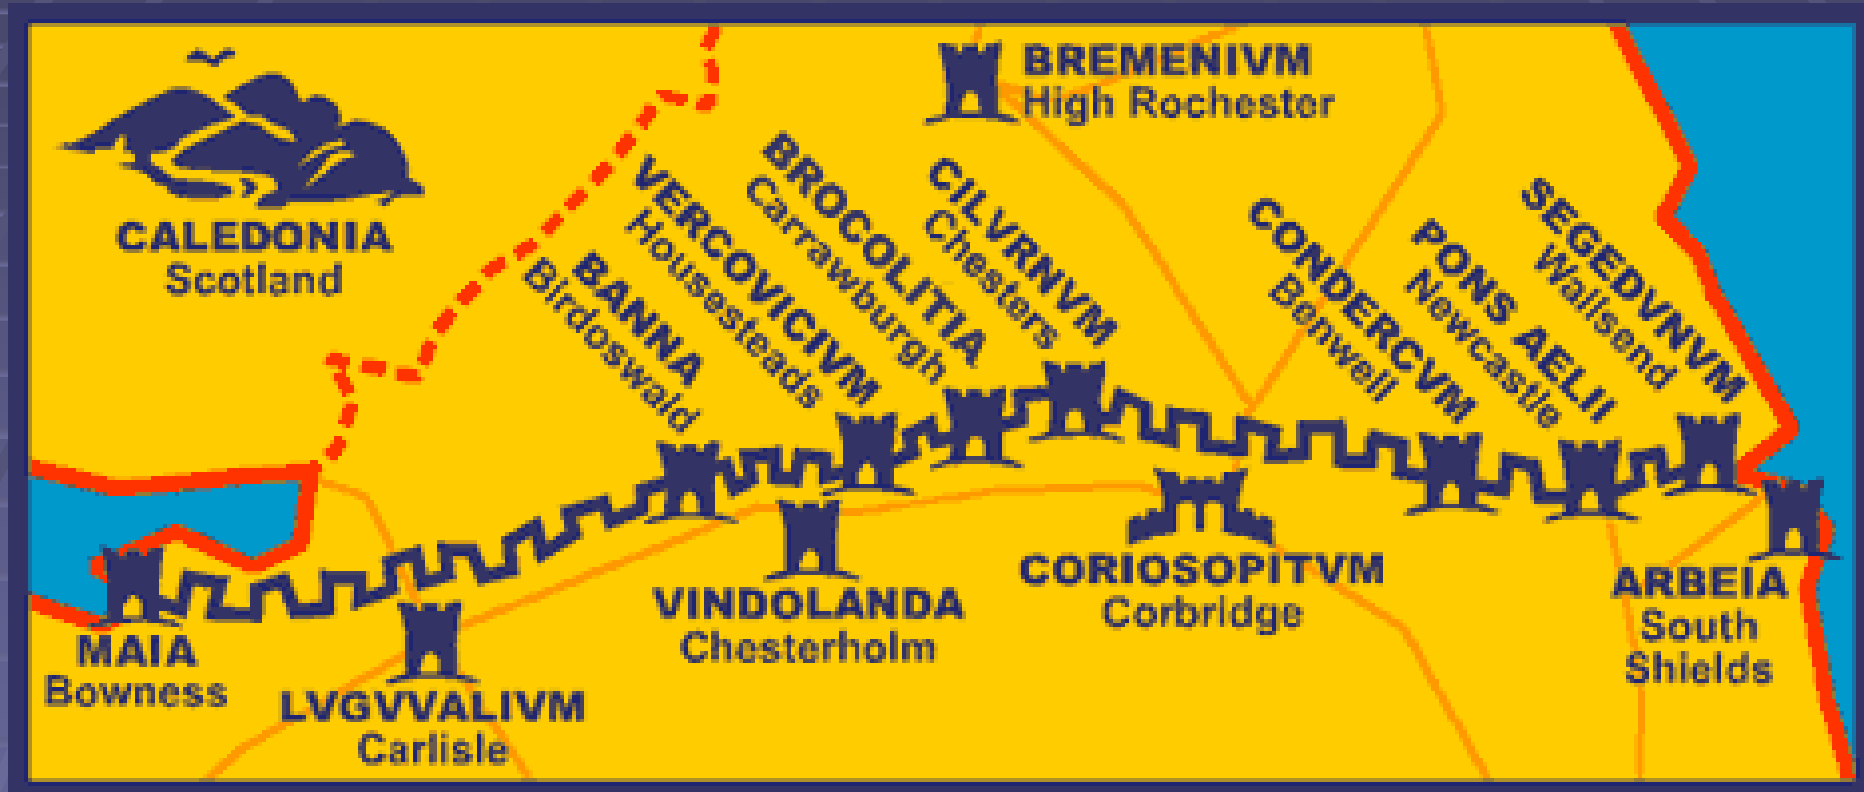 BREMENIVM
High Rochester
CALEDONIA
Scotland
BANNA
Birdoswald
VERCOVICIVM
Housesteads
BROCOLITIA
Carrawburgh
CILVRNVM
Chesters
CONDERCVM
Benwell
PONS AELII
Newcastle
SEGEDVNVM
Wallsend
MAIA
Bowness
LVGVVALIVM
Carlisle
VINDOLANDA
Chesterholm
CORIOSOPITVM
Corbridge
ARBEIA
South
Shields